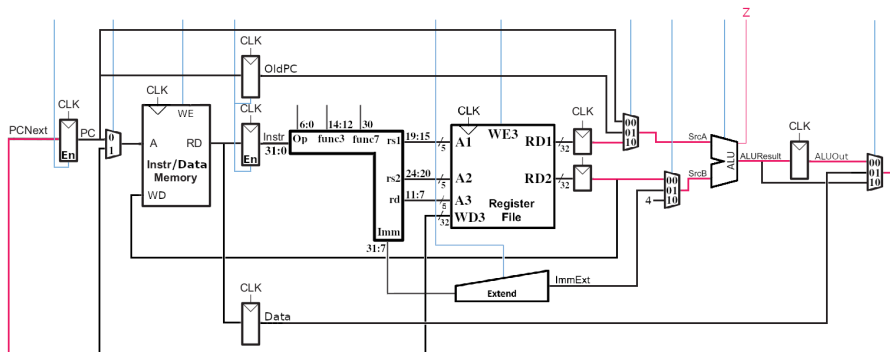 Z
CLK
OldPC
CLK
PCNext
PC
En
0
1
CLK
WE
A
RD
Instr/Data
Memory
WD
CLK
Instr
31:0
En
6:0
14:12
30
Op
func3
func7
rs1
19:15
rs2
24:20
rd
11:7
Imm
31:7
5
5
5
32
CLK
WE3
A1
RD1
A2
RD2
A3
WD3
Register
File
32
32
CLK
00
01
10
SrcA
00
01
10
4
SrcB
ALU
ALUResult
CLK
ALUOut
00
01
10
Extend
ImmExt
CLK
Data